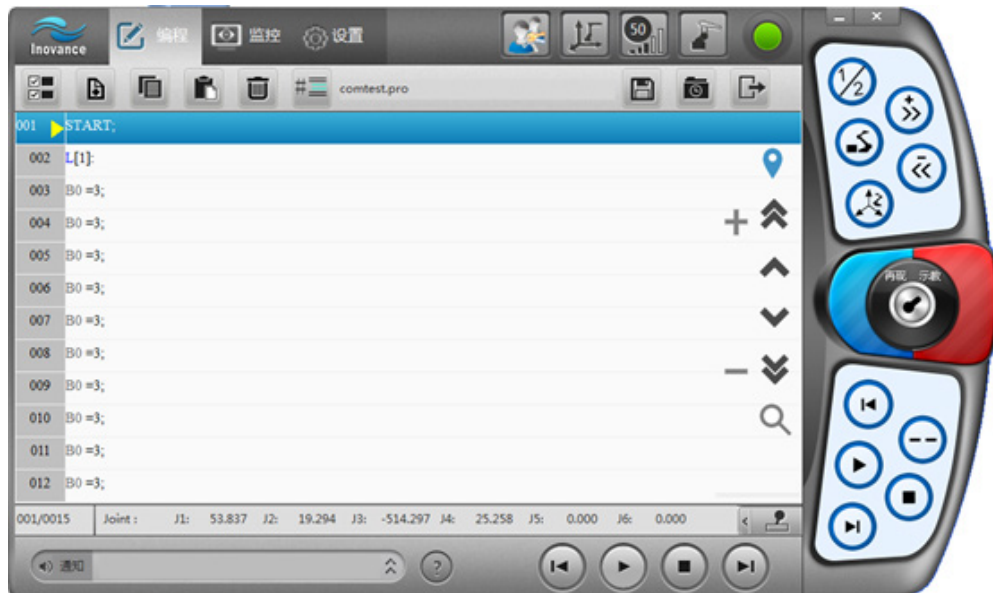 Inovance 编程 监控 设置 50
# comtest.pro
001 START;
002 L[1]:
003 B0 =3;
004 B0 =3;
005 B0 =3;
006 B0 =3;
007 B0 =3;
008 B0 =3;
009 B0 =3;
010 B0 =3;
011 B0 =3;
012 B0 =3;
001/0015 Joint : J1: 53.837 J2: 19.294 J3: -514.297 J4: 25.258 J5: 0.000 J6: 0.000
通知 ?
1/2
Z
再现 示教